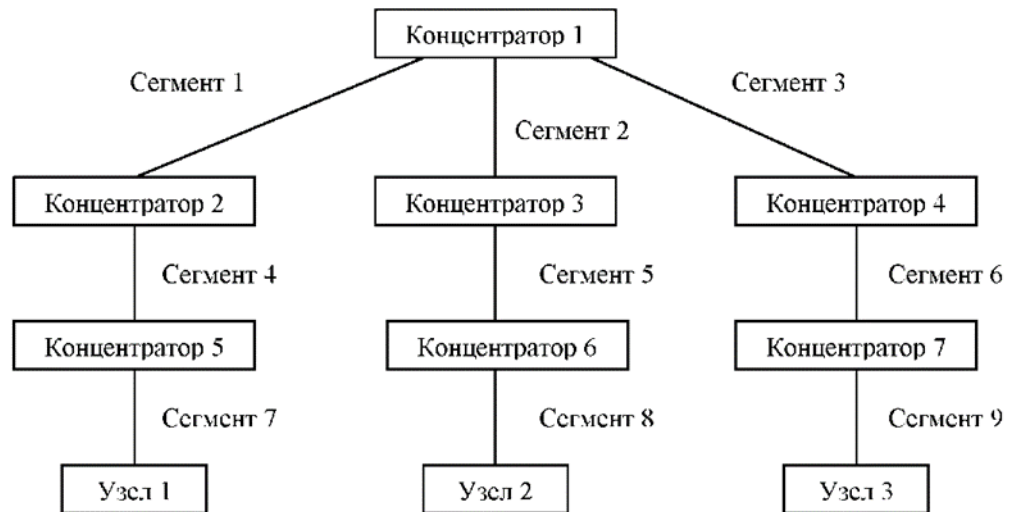 Концентратор 1
Сегмент 1
Сегмент 3
Сегмент 2
Концентратор 2
Концентратор 3
Концентратор 4
Сегмент 4
Сегмент 5
Сегмент 6
Концентратор 5
Концентратор 6
Концентратор 7
Сегмент 7
Сегмент 8
Сегмент 9
Узел 1
Узел 2
Узел 3